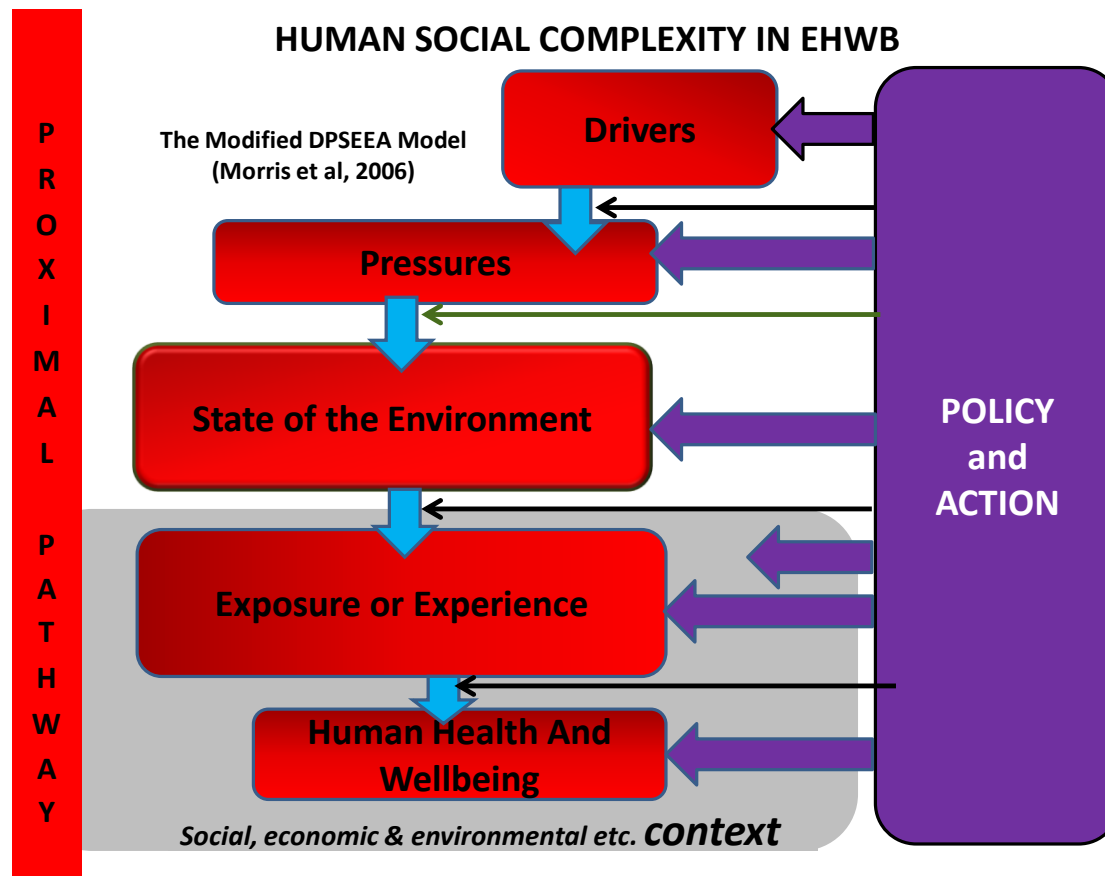 HUMAN SOCIAL COMPLEXITY IN EHWB
P
R
O
X
I
M
A
L
P
A
T
H
W
A
Y
The Modified DPSEEA Model
(Morris et al, 2006)
Drivers
Pressures
State of the Environment
Exposure or Experience
Human Health And
Wellbeing
Social, economic & environmental etc. context
POLICY
and
ACTION